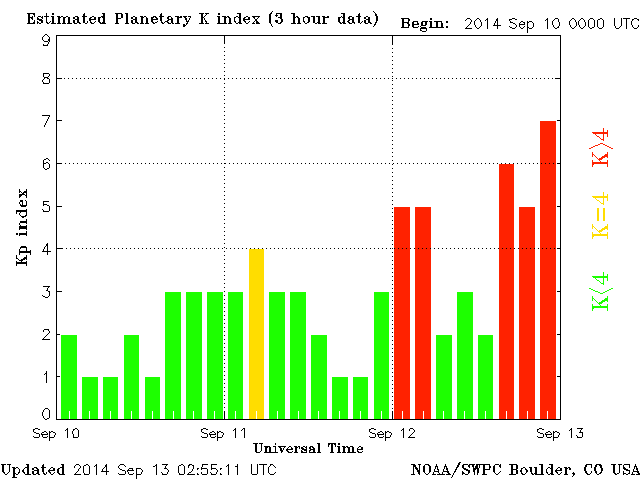 Estimated Planetary K index (3 hour data) Begin: 2014 Sep 10 0000 UTC
9
8
7
6
5
4
3
2
1
0
Kp index
K>4
K=4
K<4
Sep 10 Sep 11 Sep 12 Sep 13
Universal Time
Updated 2014 Sep 13 02:55:11 UTC NOAA/SWPC Boulder, CO USA